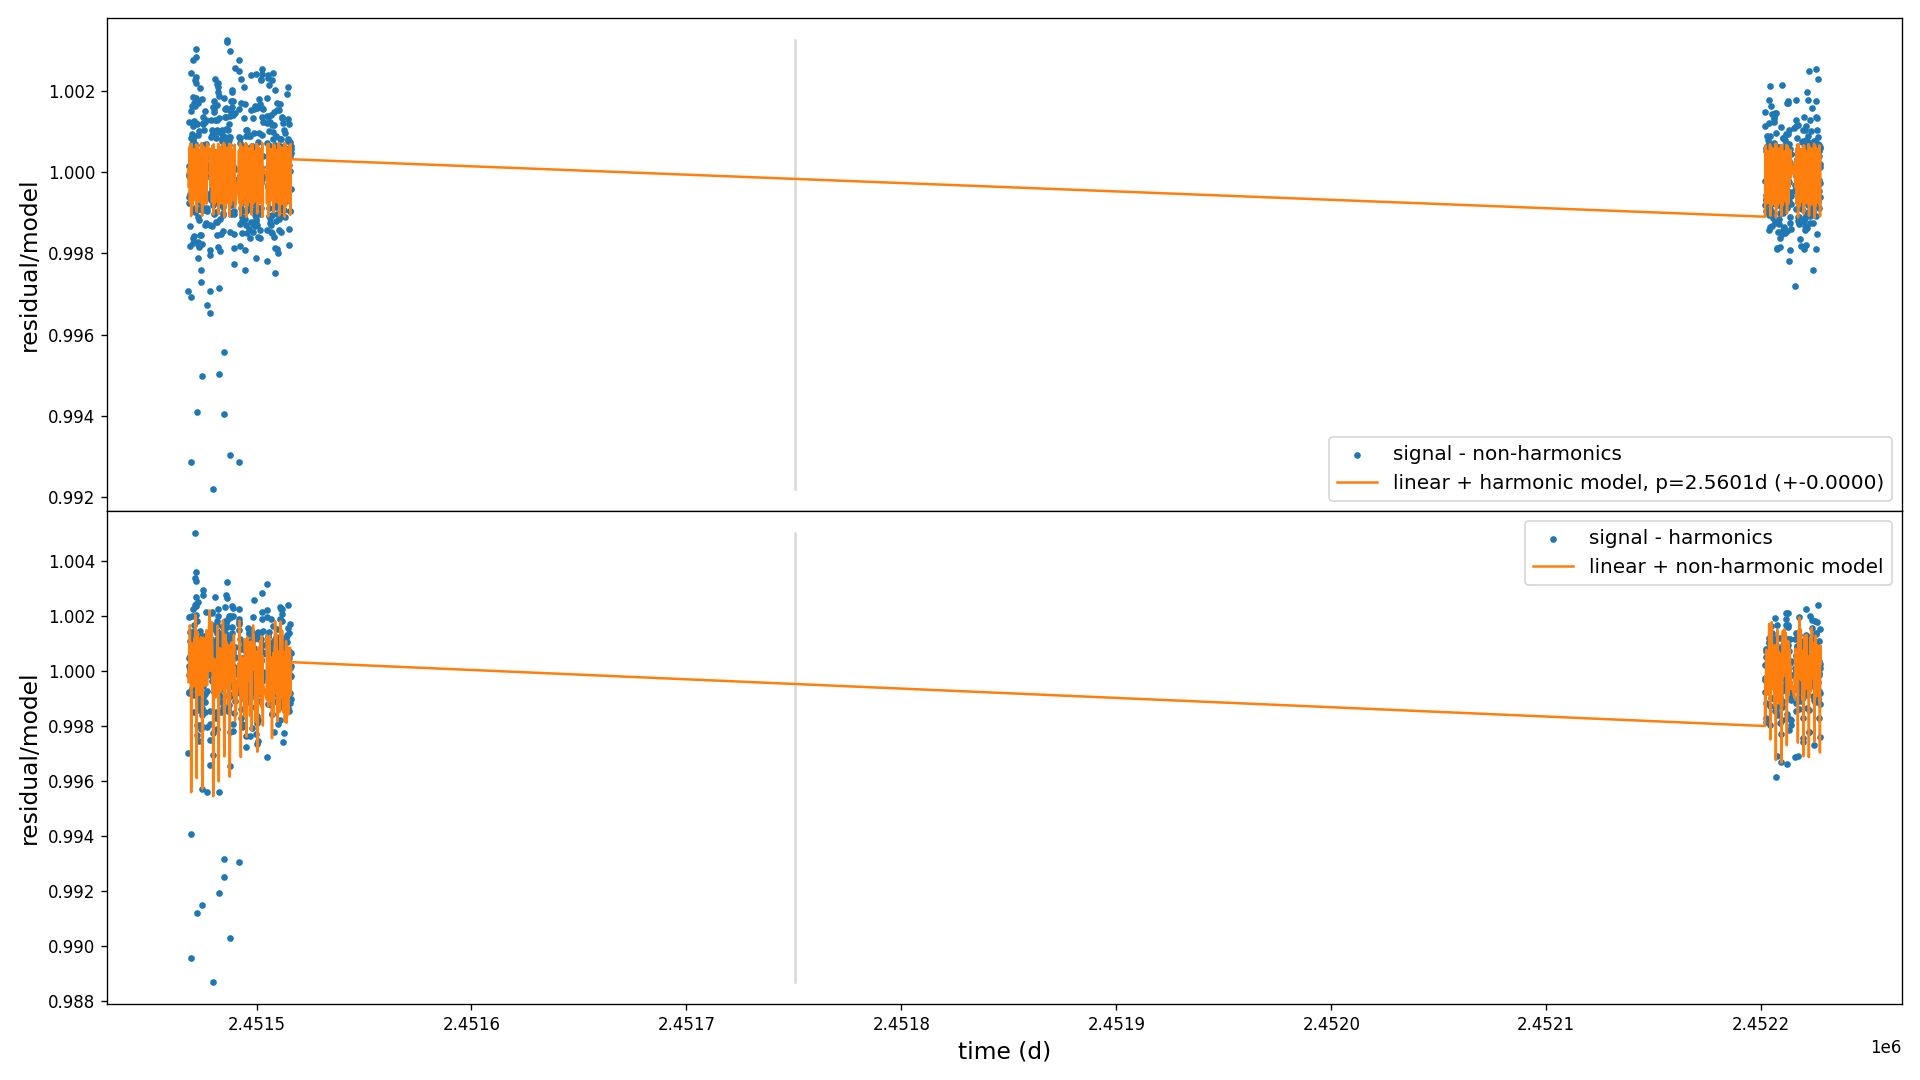 residual/model
1.002
1.000
0.998
0.996
0.994
0.992
signal - non-harmonics
linear + harmonic model, p=2.5601d (+-0.0000)
residual/model
1.004
1.002
1.000
0.998
0.996
0.994
0.992
0.990
0.988
signal - harmonics
linear + non-harmonic model
2.4515 2.4516 2.4517 2.4518 2.4519 2.4520 2.4521 2.4522
1e6
time (d)